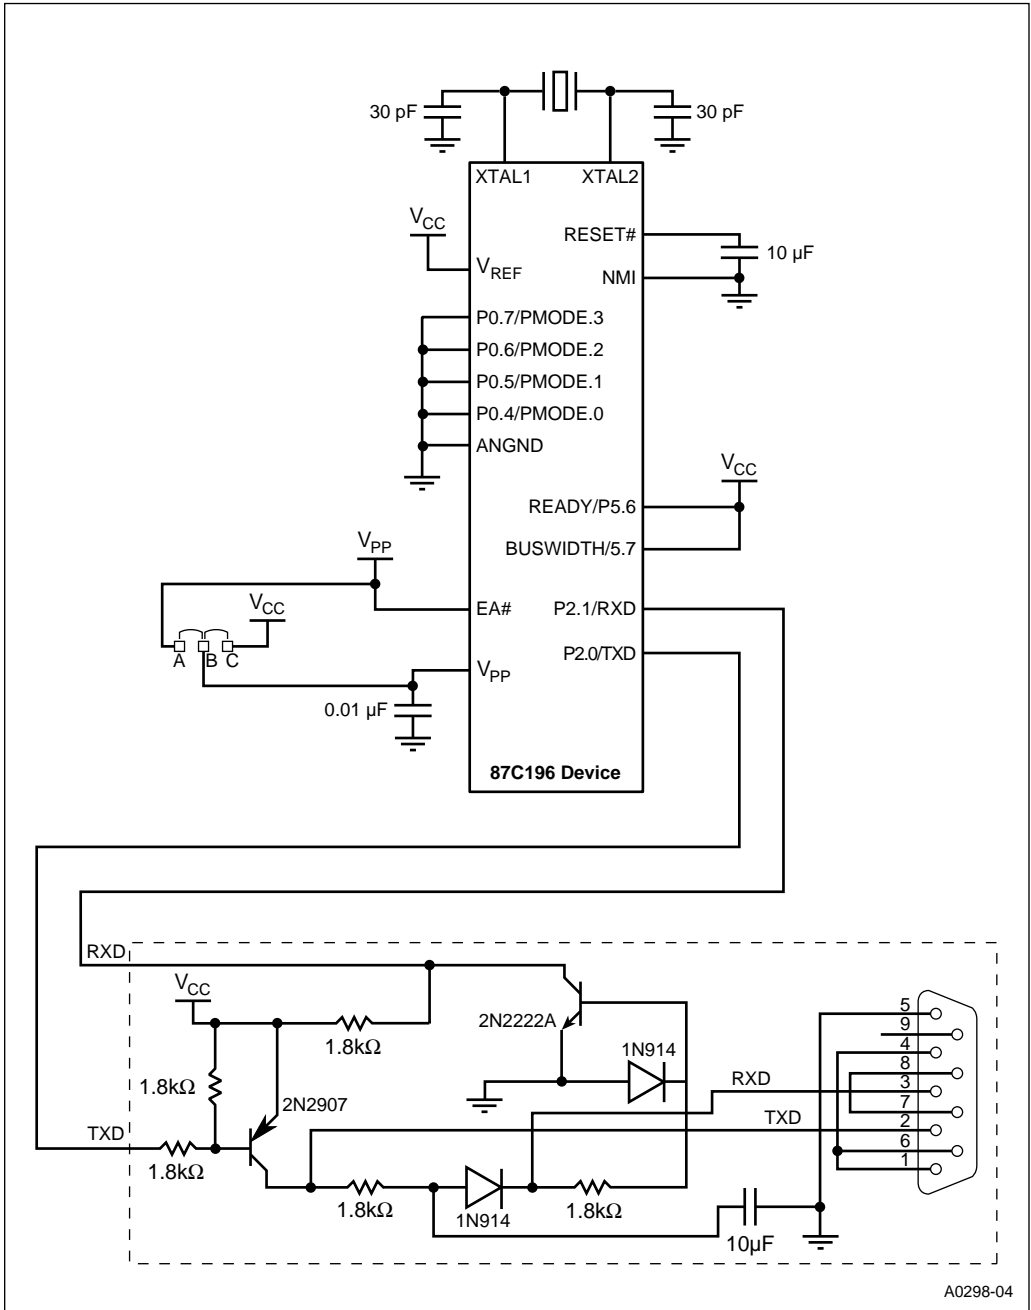 30 pF
30 pF
XTAL1 XTAL2
VCC
RESET#
10 µF
VREF
NMI
P0.7/PMODE.3
P0.6/PMODE.2
P0.5/PMODE.1
P0.4/PMODE.0
ANGND
VCC
READY/P5.6
BUSWIDTH/5.7
VPP
VCC
EA#
P2.1/RXD
A B C
P2.0/TXD
VPP
0.01 µF
87C196 Device
RXD
VCC
2N2222A
1.8kΩ
1N914
1.8kΩ
RXD
2N2907
TXD
TXD
1.8kΩ
1.8kΩ
1N914
1.8kΩ
10µF
5
9
4
8
3
7
2
6
1
A0298-04